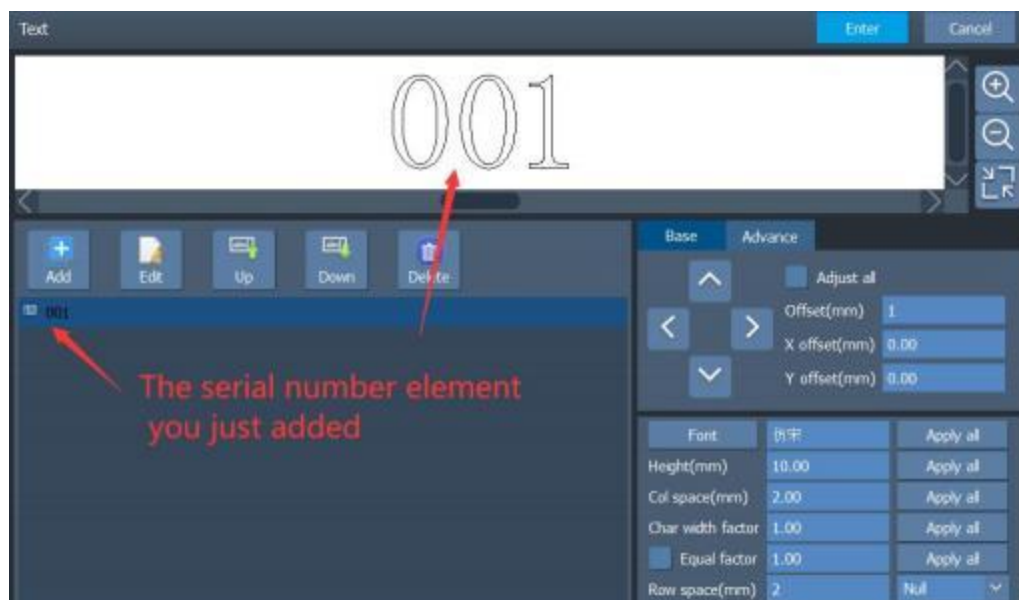 Text
Enter
Cancel
001
Add
Edit
Up
Down
Delete
001
The serial number element
you just added
Base
Advance
Adjust all
Offset(mm) 1
X offset(mm) 0.00
Y offset(mm) 0.00
Font 仿宋 Apply all
Height(mm) 10.00 Apply all
Col space(mm) 2.00 Apply all
Char width factor 1.00 Apply all
Equal factor 1.00 Apply all
Row space(mm) 2 Null